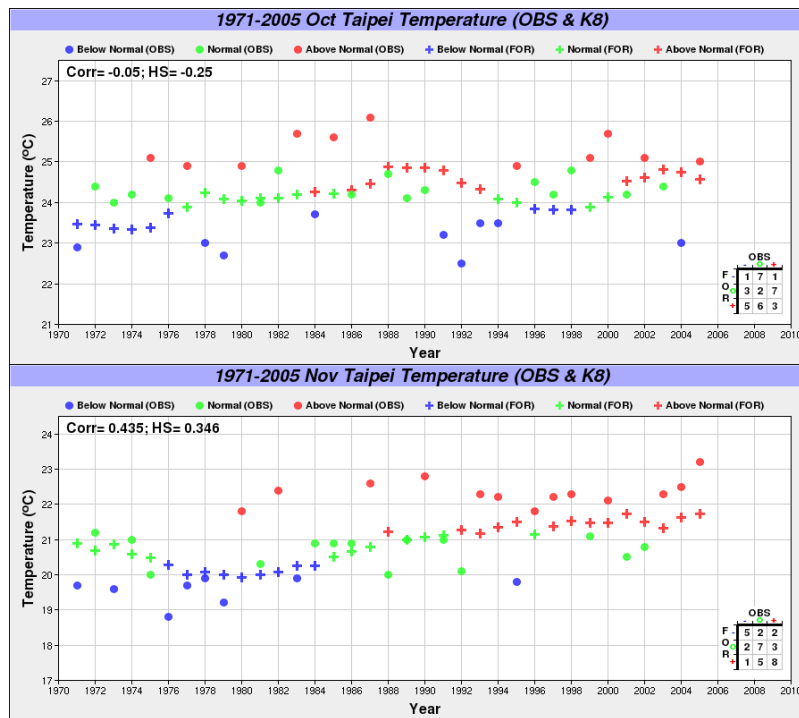 1971-2005 Oct Taipei Temperature (OBS & K8)
Below Normal (OBS) Normal (OBS) Above Normal (OBS) Below Normal (FOR) Normal (FOR) Above Normal (FOR)
Corr= -0.05; HS= -0.25
27
26
25
24
23
22
21
Temperature (ºC)
OBS
- o +
F - 1 7 1
O o 3 2 7
R + 5 6 3
1970 1972 1974 1976 1978 1980 1982 1984 1986 1988 1990 1992 1994 1996 1998 2000 2002 2004 2006 2008 2010
Year
1971-2005 Nov Taipei Temperature (OBS & K8)
Below Normal (OBS) Normal (OBS) Above Normal (OBS) Below Normal (FOR) Normal (FOR) Above Normal (FOR)
Corr= 0.435; HS= 0.346
24
23
22
21
20
19
18
17
Temperature (ºC)
OBS
- o +
F - 5 2 2
O o 2 7 3
R + 1 5 8
1970 1972 1974 1976 1978 1980 1982 1984 1986 1988 1990 1992 1994 1996 1998 2000 2002 2004 2006 2008 2010
Year